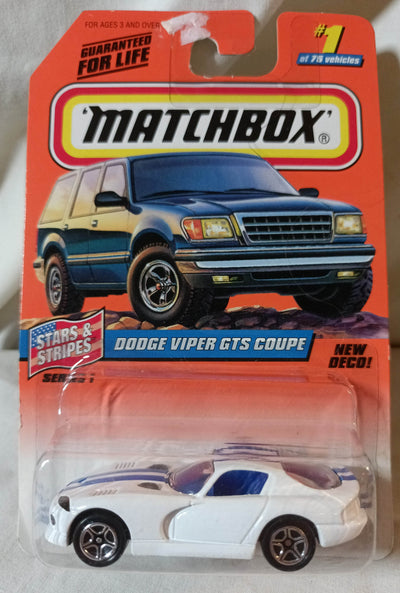 FOR AGES 3 AND OVER
GUARANTEED
FOR LIFE
#1
of 75 vehicles
'MATCHBOX'®
DODGE VIPER GTS COUPE
STARS &
STRIPES
SERIES 1
NEW
DECO!